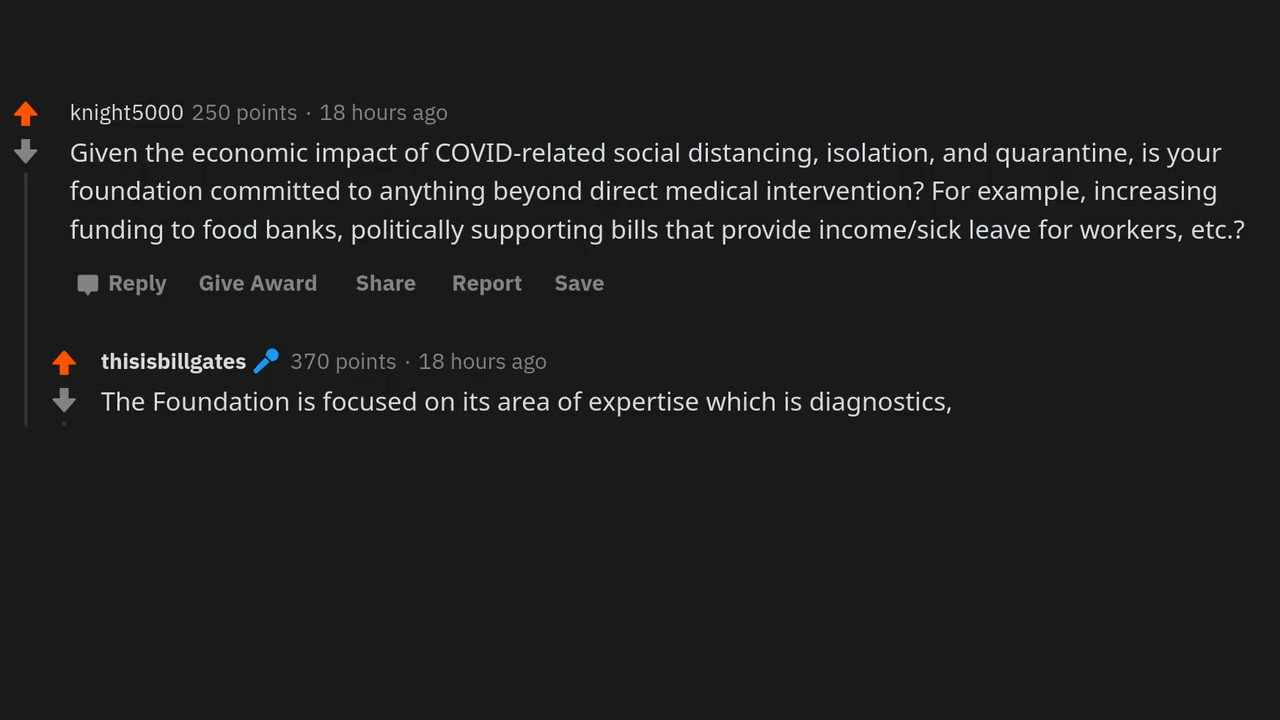 knight5000 250 points · 18 hours ago
Given the economic impact of COVID-related social distancing, isolation, and quarantine, is your
foundation committed to anything beyond direct medical intervention? For example, increasing
funding to food banks, politically supporting bills that provide income/sick leave for workers, etc.?
Reply Give Award Share Report Save
thisisbillgates 370 points · 18 hours ago
The Foundation is focused on its area of expertise which is diagnostics,